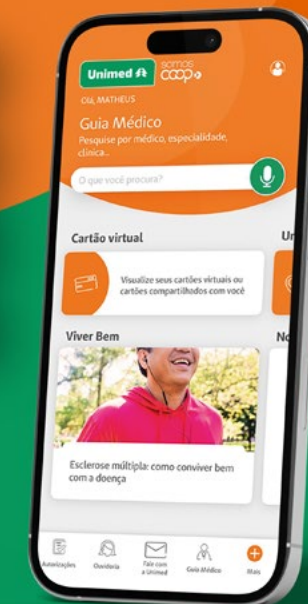 Unimed
somos
coop
Olá, MATHEUS
Guia Médico
Pesquise por médico, especialidade,
clínica..
O que você procura?
Cartão virtual
Visualize seus cartões virtuais ou
cartões compartilhados com você
Viver Bem
Esclerose múltipla: como conviver bem
com a doença
Autorizações
Ouvidoria
Fale com
a Unimed
Guia Médico
Mais